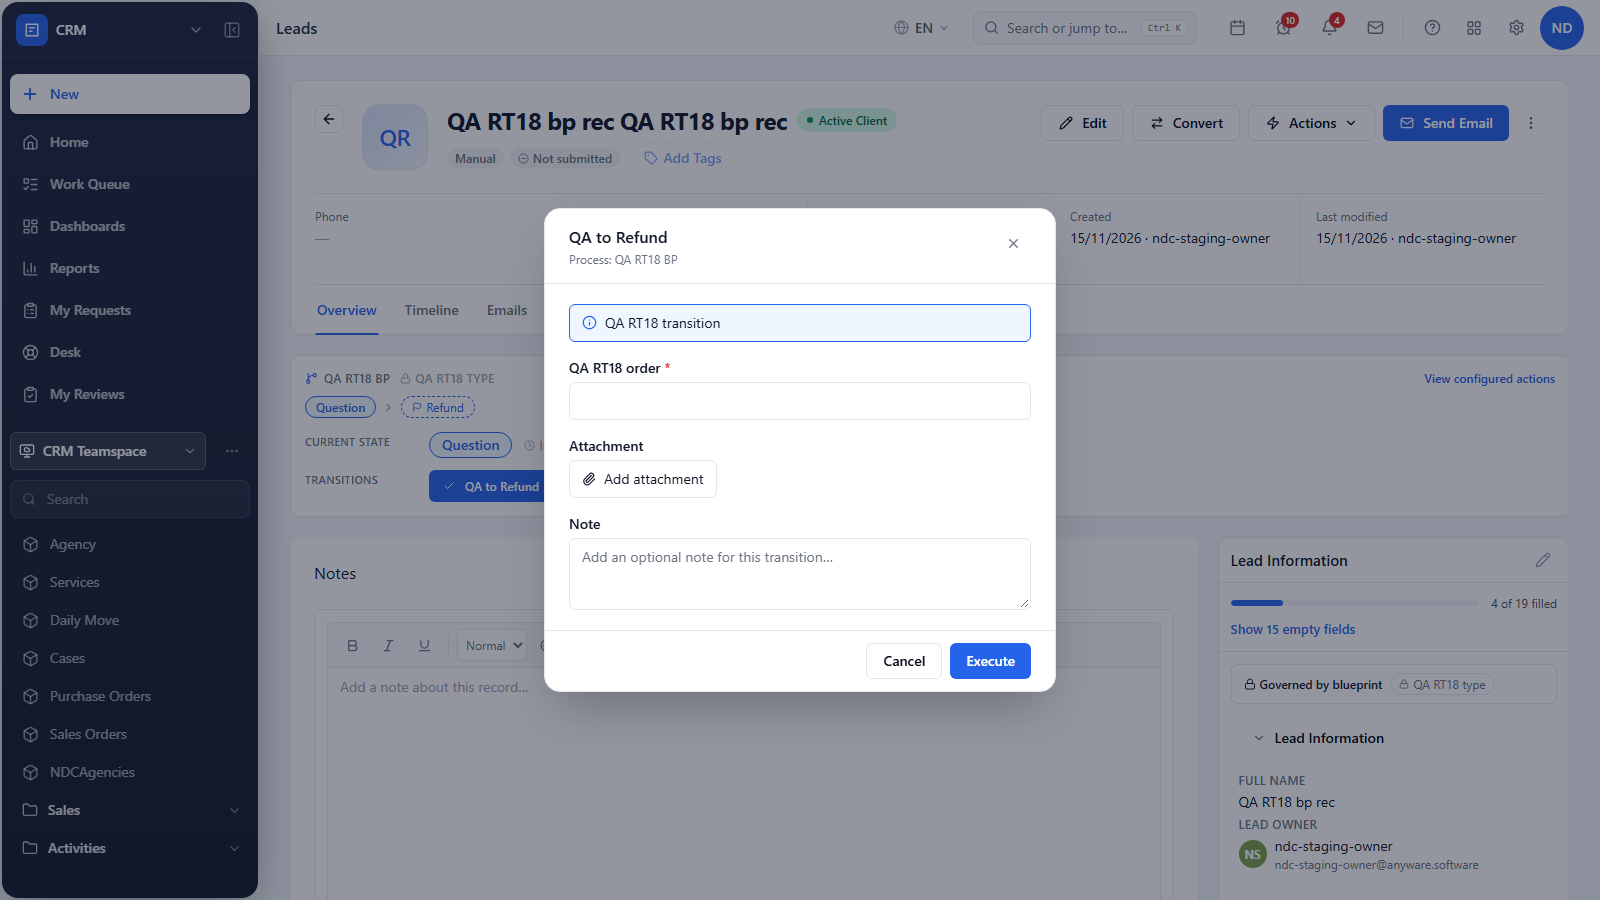 CRM
Leads
EN
Search or jump to...
Ctrl K
10
4
ND
New
Home
Work Queue
Dashboards
Reports
My Requests
Desk
My Reviews
CRM Teamspace
Search
Agency
Services
Daily Move
Cases
Purchase Orders
Sales Orders
NDCAgencies
Sales
Activities
QR
QA RT18 bp rec QA RT18 bp rec
Active Client
Manual
Not submitted
Add Tags
Edit
Convert
Actions
Send Email
Phone
—
Created
15/11/2026 · ndc-staging-owner
Last modified
15/11/2026 · ndc-staging-owner
Overview
Timeline
Emails
QA RT18 BP
QA RT18 TYPE
View configured actions
Question
Refund
CURRENT STATE
Question
TRANSITIONS
QA to Refund
Notes
Normal
Add a note about this record...
QA to Refund
Process: QA RT18 BP
QA RT18 transition
QA RT18 order *
Attachment
Add attachment
Note
Add an optional note for this transition...
Cancel
Execute
Lead Information
4 of 19 filled
Show 15 empty fields
Governed by blueprint
QA RT18 type
Lead Information
FULL NAME
QA RT18 bp rec
LEAD OWNER
NS
ndc-staging-owner
ndc-staging-owner@anyware.software